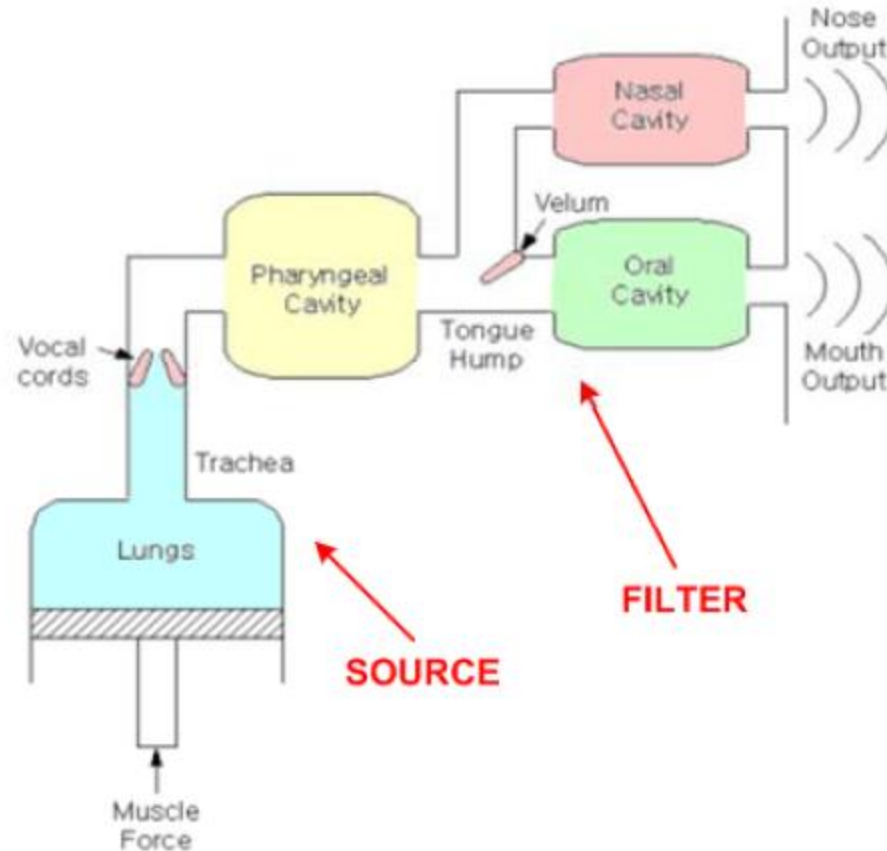 Nose
Output
Nasal
Cavity
Velum
Pharyngeal
Cavity
Oral
Cavity
Tongue
Hump
Mouth
Output
Vocal
cords
Trachea
Lungs
FILTER
SOURCE
Muscle
Force